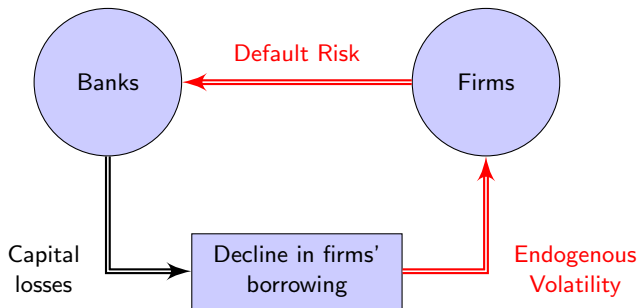 Default Risk
Banks
Firms
Capital
losses
Decline in firms'
borrowing
Endogenous
Volatility